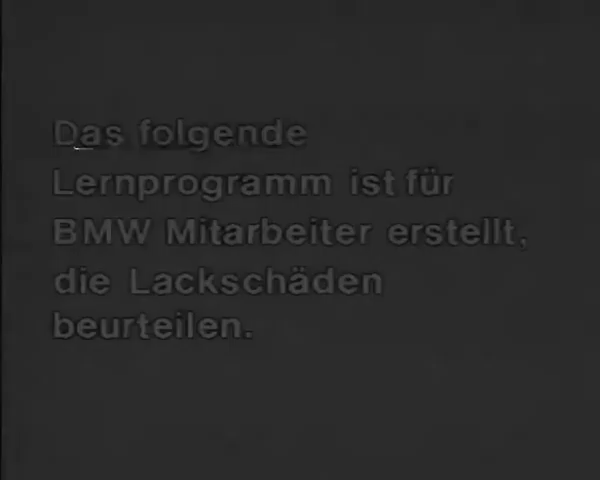 Das folgende
Lernprogramm ist für
BMW Mitarbeiter erstellt,
die Lackschäden
beurteilen.